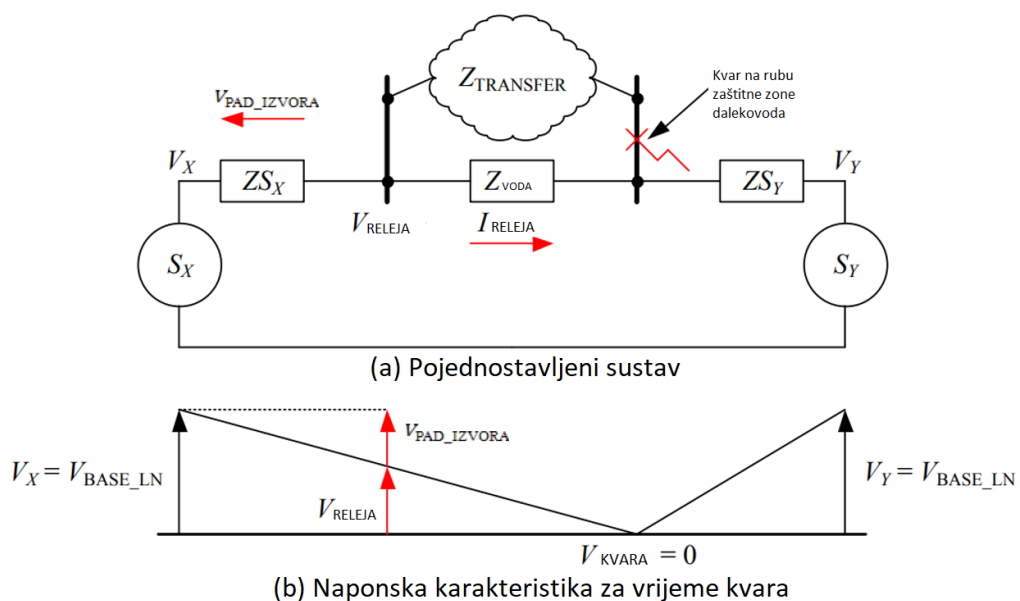 Z_TRANSFER
Kvar na rubu
zaštitne zone
dalekovoda
v_PAD_IZVORA
V_X
ZS_X
Z_VODA
ZS_Y
V_Y
V_RELEJA
I_RELEJA
S_X
S_Y
(a) Pojednostavljeni sustav
v_PAD_IZVORA
V_X = V_BASE_LN
V_Y = V_BASE_LN
V_RELEJA
V_KVARA = 0
(b) Naponska karakteristika za vrijeme kvara